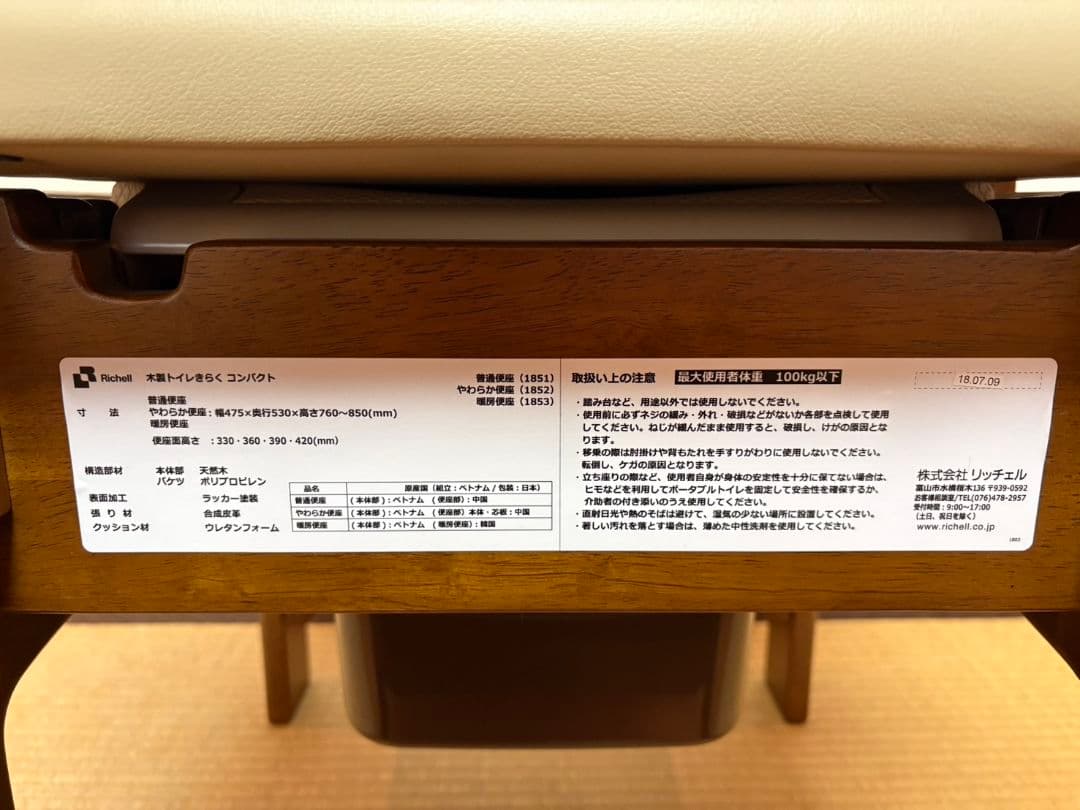 Richell 木製トイレきらく コンパクト
普通便座（1851）
やわらか便座（1852）
暖房便座（1853）
寸　法
普通便座
やわらか便座：幅475×奥行530×高さ760～850(mm)
暖房便座
便座面高さ　：330・360・390・420(mm)
構造部材　本体部　天然木
バケツ　ポリプロピレン
表面加工　ラッカー塗装
張り材　合成皮革
クッション材　ウレタンフォーム
品名　原産国（組立：ベトナム / 包装：日本）
普通便座　（本体部）：ベトナム　（便座部）：中国
やわらか便座　（本体部）：ベトナム　（便座部）本体・芯板：中国
暖房便座　（本体部）：ベトナム　（暖房便座）：韓国
取扱い上の注意　最大使用者体重　100kg以下
・踏み台など、用途以外では使用しないでください。
・使用前に必ずネジの緩み・外れ・破損などがないか各部を点検して使用
してください。ねじが緩んだまま使用すると、破損し、けがの原因とな
ります。
・移乗の際は肘掛けや背もたれを手すりがわりに使用しないでください。
転倒し、ケガの原因となります。
・立ち座りの際など、使用者自身が身体の安定性を十分に保てない場合は、
ヒモなどを利用してポータブルトイレを固定して安全性を確保するか、
介助者の付き添いのうえ使用してください。
・直射日光や熱のそばは避けて、湿気の少ない場所に設置してください。
・著しい汚れを落とす場合は、薄めた中性洗剤を使用してください。
18.07.09
株式会社 リッチェル
富山市水橋桜木136 〒939-0592
お客様相談室/TEL(076)478-2957
受付時間：9:00～17:00
（土日、祝日を除く）
www.richell.co.jp